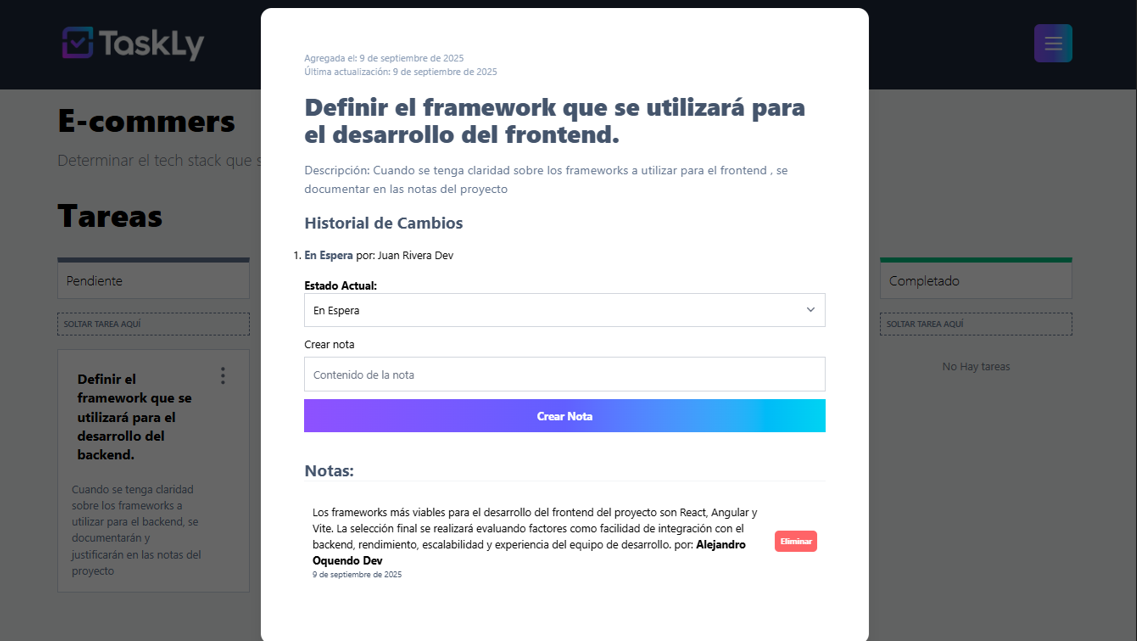 TaskLy
E-commers
Determinar el tech stack que s
Tareas
Pendiente
SOLTAR TAREA AQUÍ
Definir el
framework que se
utilizará para el
desarrollo del
backend.
Cuando se tenga claridad
sobre los frameworks a
utilizar para el backend, se
documentarán y
justificarán en las notas del
proyecto
Agregada el: 9 de septiembre de 2025
Última actualización: 9 de septiembre de 2025
Definir el framework que se utilizará para
el desarrollo del frontend.
Descripción: Cuando se tenga claridad sobre los frameworks a utilizar para el frontend , se
documentar en las notas del proyecto
Historial de Cambios
1. En Espera por: Juan Rivera Dev
Estado Actual:
En Espera
Crear nota
Contenido de la nota
Crear Nota
Notas:
Los frameworks más viables para el desarrollo del frontend del proyecto son React, Angular y
Vite. La selección final se realizará evaluando factores como facilidad de integración con el
backend, rendimiento, escalabilidad y experiencia del equipo de desarrollo. por: Alejandro
Oquendo Dev
9 de septiembre de 2025
Eliminar
Completado
SOLTAR TAREA AQUÍ
No Hay tareas